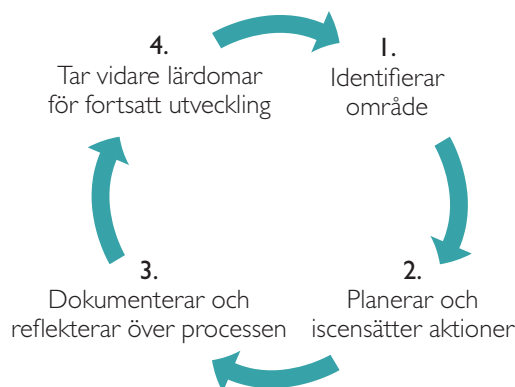 1.
Identifierar
område
2.
Planerar och
iscensätter aktioner
3.
Dokumenterar och
reflekterar över processen
4.
Tar vidare lärdomar
för fortsatt utveckling